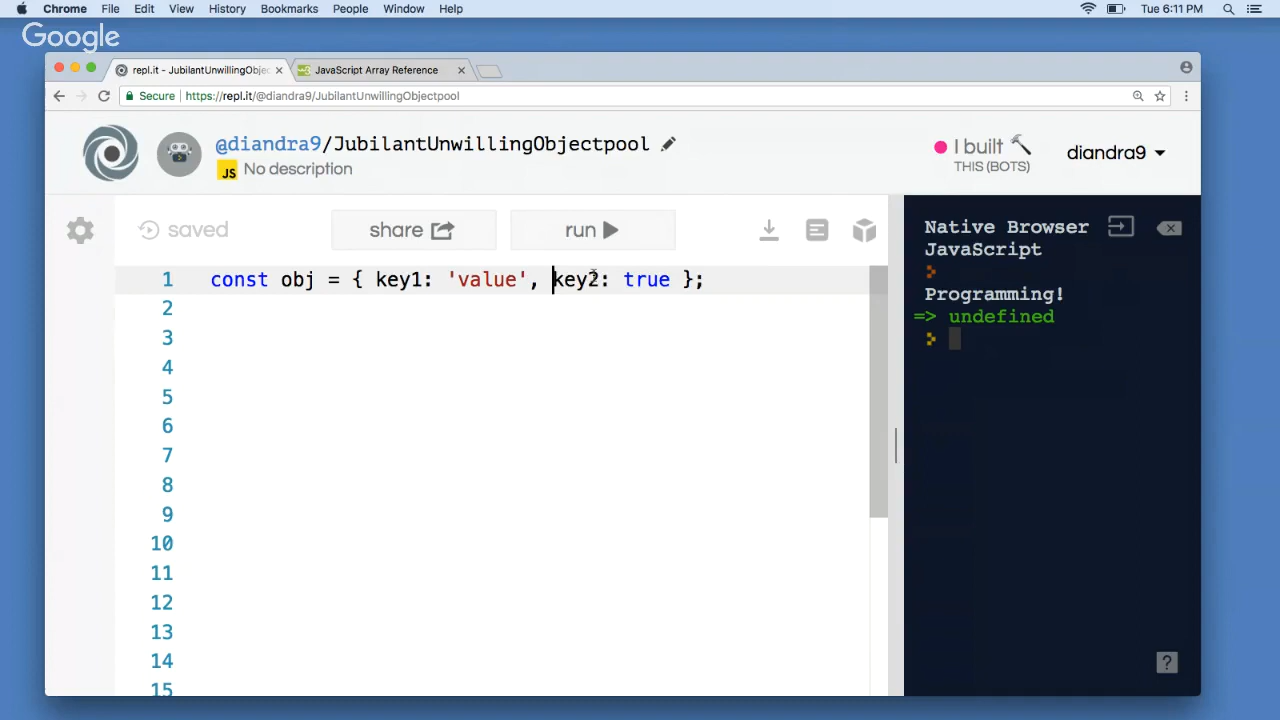 Chrome File Edit View History Bookmarks People Window Help Tue 6:11 PM
Google
repl.it - JubilantUnwillingObjec × JavaScript Array Reference ×
Secure | https://repl.it/@diandra9/JubilantUnwillingObjectpool
@diandra9/JubilantUnwillingObjectpool
JS No description
I built
THIS (BOTS)
diandra9
saved
share
run
Native Browser
JavaScript
Programming!
=> undefined
1 const obj = { key1: 'value', key2: true };
2
3
4
5
6
7
8
9
10
11
12
13
14
15
?